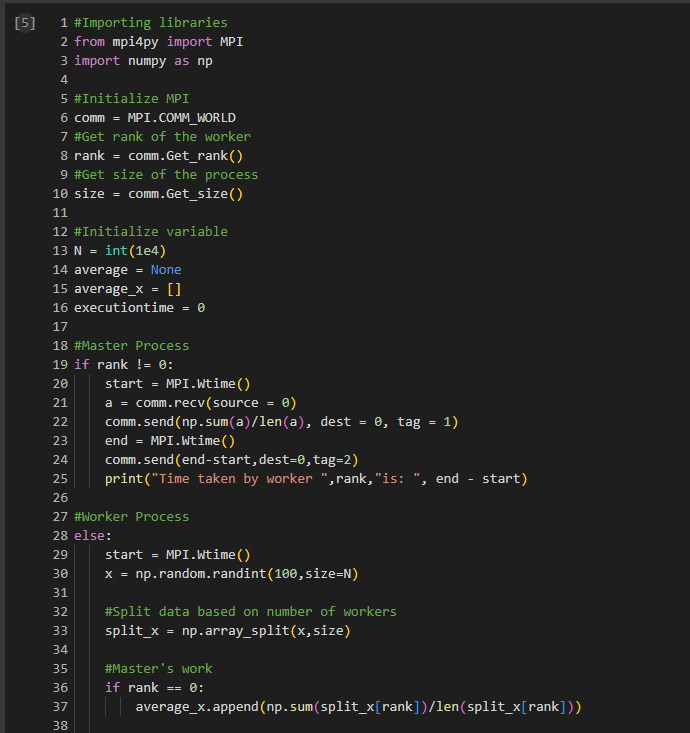 [5] 1 #Importing libraries
2 from mpi4py import MPI
3 import numpy as np
4
5 #Initialize MPI
6 comm = MPI.COMM_WORLD
7 #Get rank of the worker
8 rank = comm.Get_rank()
9 #Get size of the process
10 size = comm.Get_size()
11
12 #Initialize variable
13 N = int(1e4)
14 average = None
15 average_x = []
16 executiontime = 0
17
18 #Master Process
19 if rank != 0:
20     start = MPI.Wtime()
21     a = comm.recv(source = 0)
22     comm.send(np.sum(a)/len(a), dest = 0, tag = 1)
23     end = MPI.Wtime()
24     comm.send(end-start,dest=0,tag=2)
25     print("Time taken by worker ",rank,"is: ", end - start)
26
27 #Worker Process
28 else:
29     start = MPI.Wtime()
30     x = np.random.randint(100,size=N)
31
32     #Split data based on number of workers
33     split_x = np.array_split(x,size)
34
35     #Master's work
36     if rank == 0:
37         average_x.append(np.sum(split_x[rank])/len(split_x[rank]))
38